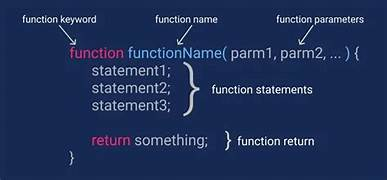 function keyword function name function parameters
function functionName( parm1, parm2, ... ) {
statement1;
statement2; function statements
statement3;
return something; } function return
}